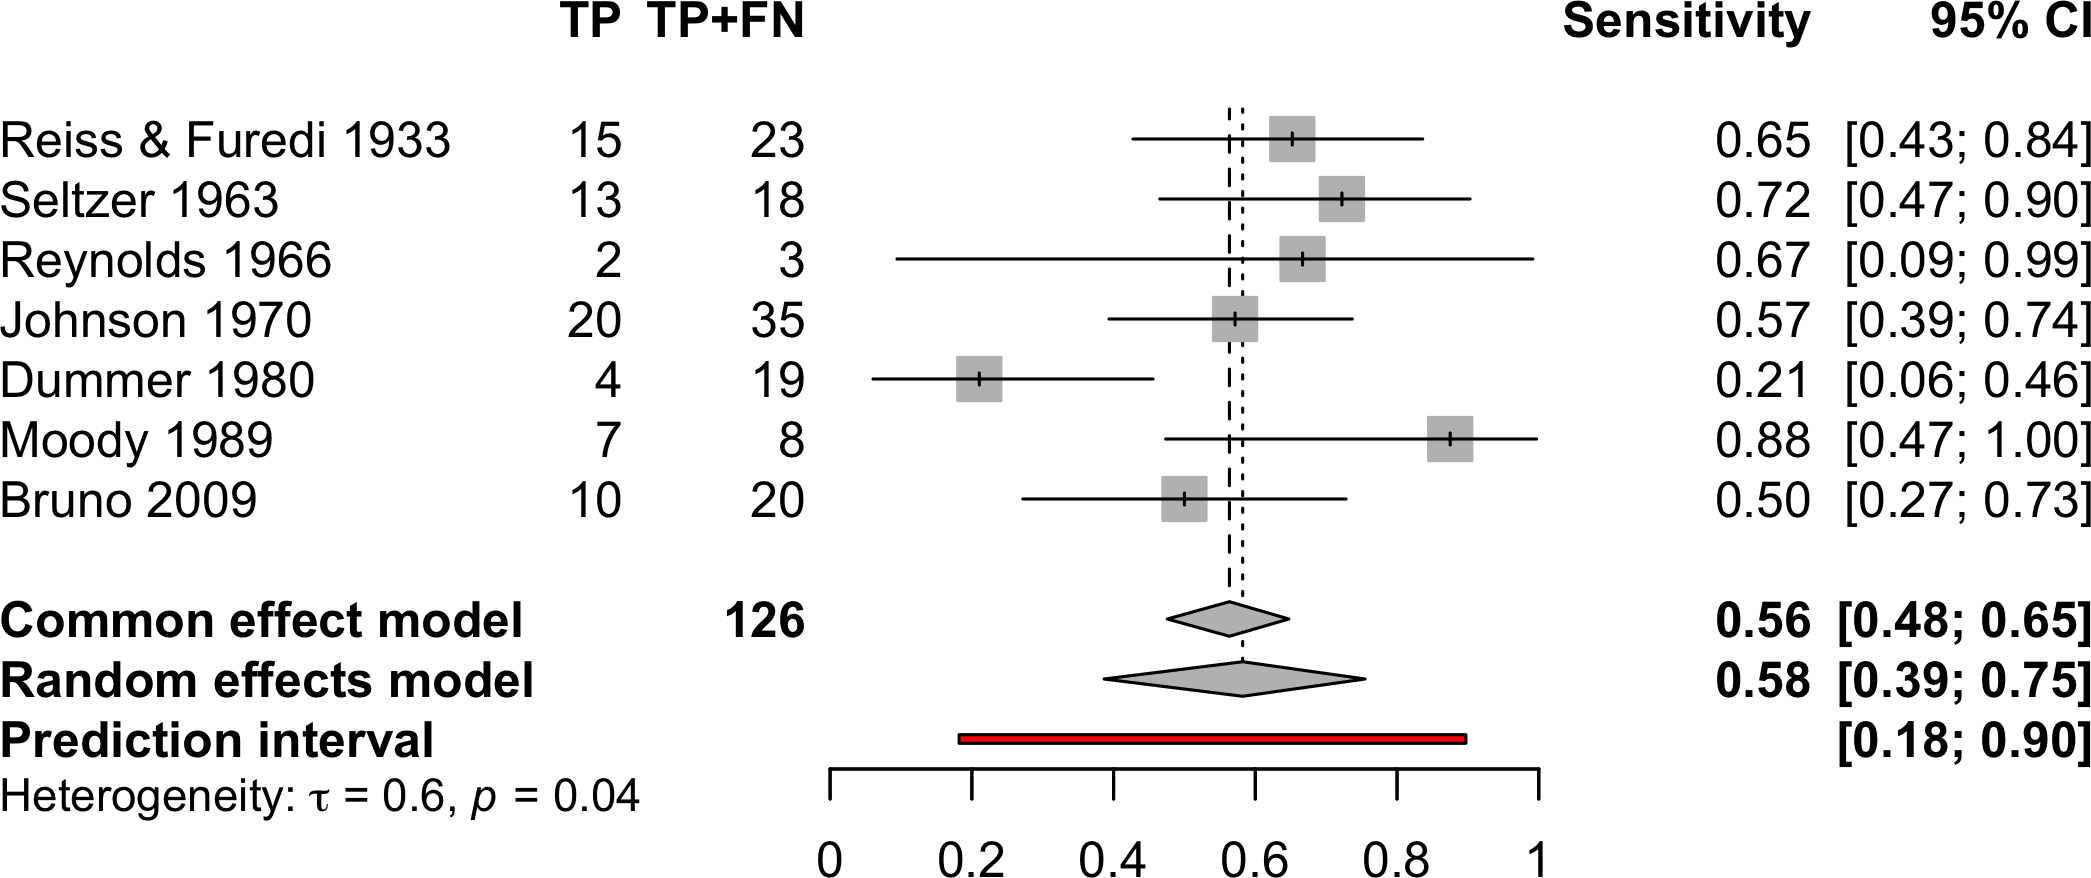 TP TP+FN Sensitivity 95% CI
Reiss & Furedi 1933 15 23 0.65 [0.43; 0.84]
Seltzer 1963 13 18 0.72 [0.47; 0.90]
Reynolds 1966 2 3 0.67 [0.09; 0.99]
Johnson 1970 20 35 0.57 [0.39; 0.74]
Dummer 1980 4 19 0.21 [0.06; 0.46]
Moody 1989 7 8 0.88 [0.47; 1.00]
Bruno 2009 10 20 0.50 [0.27; 0.73]
Common effect model 126 0.56 [0.48; 0.65]
Random effects model 0.58 [0.39; 0.75]
Prediction interval [0.18; 0.90]
Heterogeneity: τ = 0.6, p = 0.04
0 0.2 0.4 0.6 0.8 1